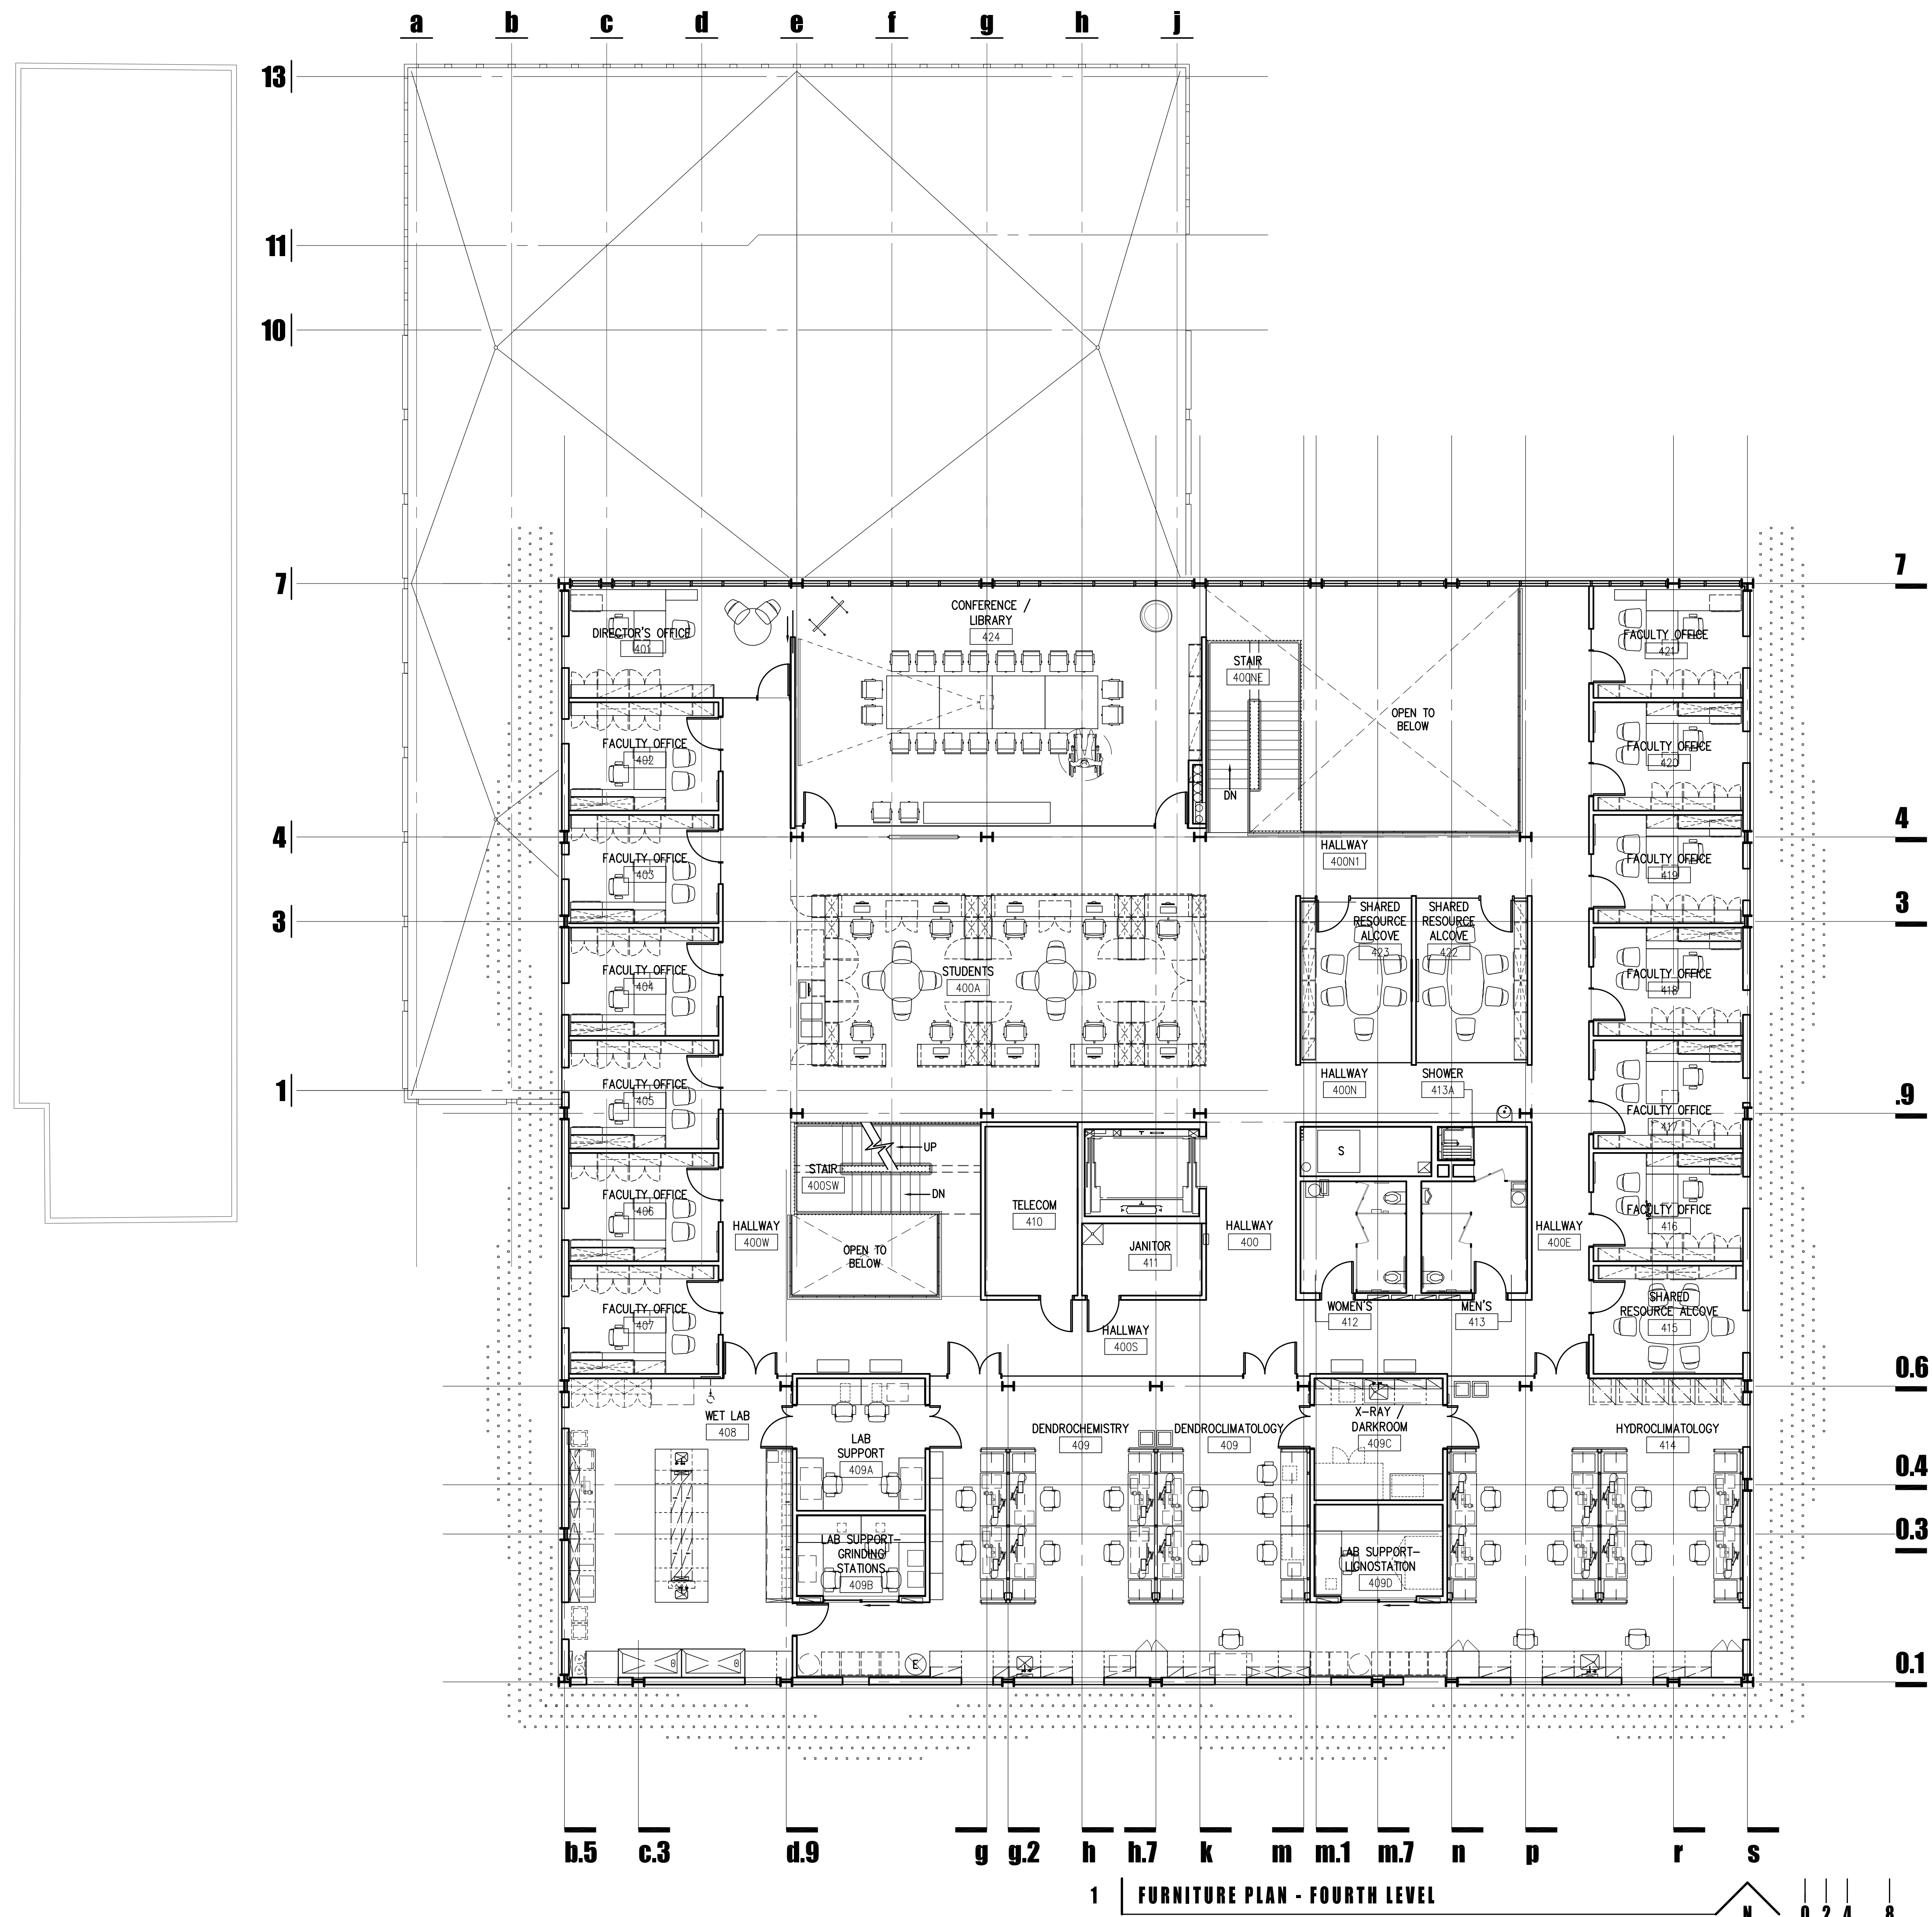 a b c d e f g h j
13
11
10
7
7
CONFERENCE /
LIBRARY
424
DIRECTOR'S OFFICE
401
FACULTY OFFICE
421
STAIR
400NE
OPEN TO
BELOW
FACULTY OFFICE
402
FACULTY OFFICE
420
DN
4
4
HALLWAY
400N1
FACULTY OFFICE
403
FACULTY OFFICE
419
3
3
SHARED
RESOURCE
ALCOVE
423
SHARED
RESOURCE
ALCOVE
422
STUDENTS
400A
FACULTY OFFICE
404
FACULTY OFFICE
418
1
.9
FACULTY OFFICE
405
HALLWAY
400N
SHOWER
413A
FACULTY OFFICE
417
UP
S
STAIR
400SW
DN
TELECOM
410
FACULTY OFFICE
406
FACULTY OFFICE
416
HALLWAY
400W
OPEN TO
BELOW
JANITOR
411
HALLWAY
400
HALLWAY
400E
FACULTY OFFICE
407
WOMEN'S
412
MEN'S
413
SHARED
RESOURCE ALCOVE
415
HALLWAY
400S
0.6
WET LAB
408
LAB
SUPPORT
409A
DENDROCHEMISTRY
409
DENDROCLIMATOLOGY
409
X-RAY /
DARKROOM
409C
HYDROCLIMATOLOGY
414
0.4
0.3
LAB SUPPORT-
GRINDING
STATIONS
409B
LAB SUPPORT-
LIGNOSTATION
409D
E
0.1
b.5 c.3 d.9 g g.2 h h.7 k m m.1 m.7 n p r s
1 FURNITURE PLAN - FOURTH LEVEL
N
0 2 4 8